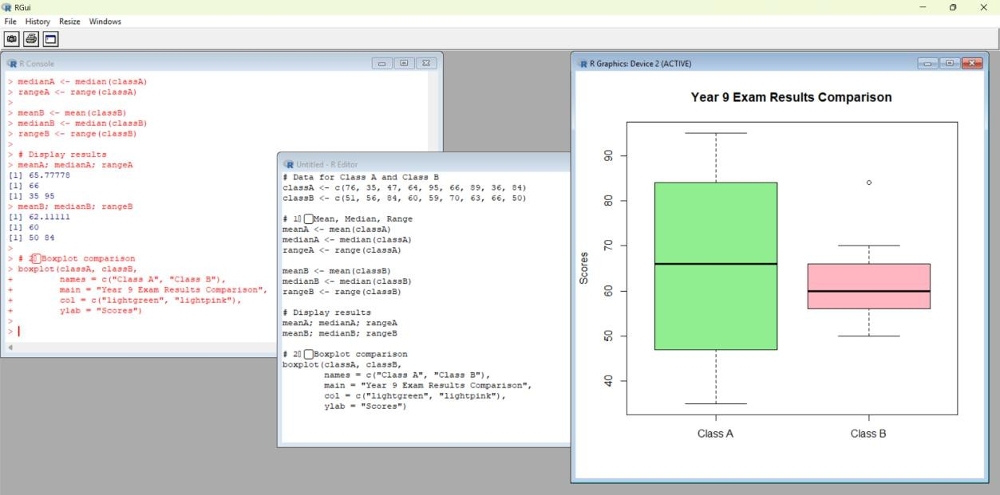 RGui
File History Resize Windows
R Console
> medianA <- median(classA)
> rangeA <- range(classA)
>
> meanB <- mean(classB)
> medianB <- median(classB)
> rangeB <- range(classB)
>
> # Display results
> meanA; medianA; rangeA
[1] 65.77778
[1] 66
[1] 35 95
> meanB; medianB; rangeB
[1] 62.11111
[1] 60
[1] 50 84
>
> # 2 Boxplot comparison
> boxplot(classA, classB,
+         names = c("Class A", "Class B"),
+         main = "Year 9 Exam Results Comparison",
+         col = c("lightgreen", "lightpink"),
+         ylab = "Scores")
>
>
Untitled - R Editor
# Data for Class A and Class B
classA <- c(76, 35, 47, 64, 95, 66, 89, 36, 84)
classB <- c(51, 56, 84, 60, 59, 70, 63, 66, 50)
# 1 Mean, Median, Range
meanA <- mean(classA)
medianA <- median(classA)
rangeA <- range(classA)
meanB <- mean(classB)
medianB <- median(classB)
rangeB <- range(classB)
# Display results
meanA; medianA; rangeA
meanB; medianB; rangeB
# 2 Boxplot comparison
boxplot(classA, classB,
        names = c("Class A", "Class B"),
        main = "Year 9 Exam Results Comparison",
        col = c("lightgreen", "lightpink"),
        ylab = "Scores")
R Graphics: Device 2 (ACTIVE)
Year 9 Exam Results Comparison
Scores
90
80
70
60
50
40
Class A Class B